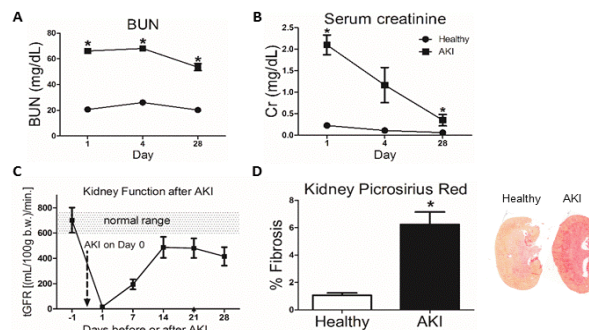 A
BUN
BUN (mg/dL)
80
60
40
20
0
*
*
*
1
4
28
Day
B
Serum creatinine
Cr (mg/dL)
2.5
2.0
1.5
1.0
0.5
0.0
*
*
Healthy
AKI
1
4
28
Day
C
Kidney Function after AKI
tGFR [(mL/100g b.w.)/min.]
800
600
400
200
0
normal range
AKI on Day 0
-1
1
7
14
21
28
Days before or after AKI
D
Kidney Picrosirius Red
% Fibrosis
8
6
4
2
0
*
Healthy
AKI
Healthy
AKI